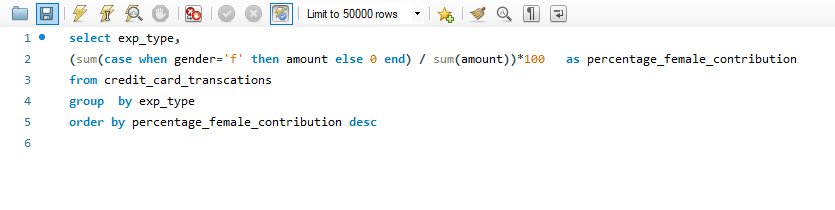 Limit to 50000 rows
1 select exp_type,
2 (sum(case when gender='f' then amount else 0 end) / sum(amount))*100   as percentage_female_contribution
3 from credit_card_transcations
4 group  by exp_type
5 order by percentage_female_contribution desc
6